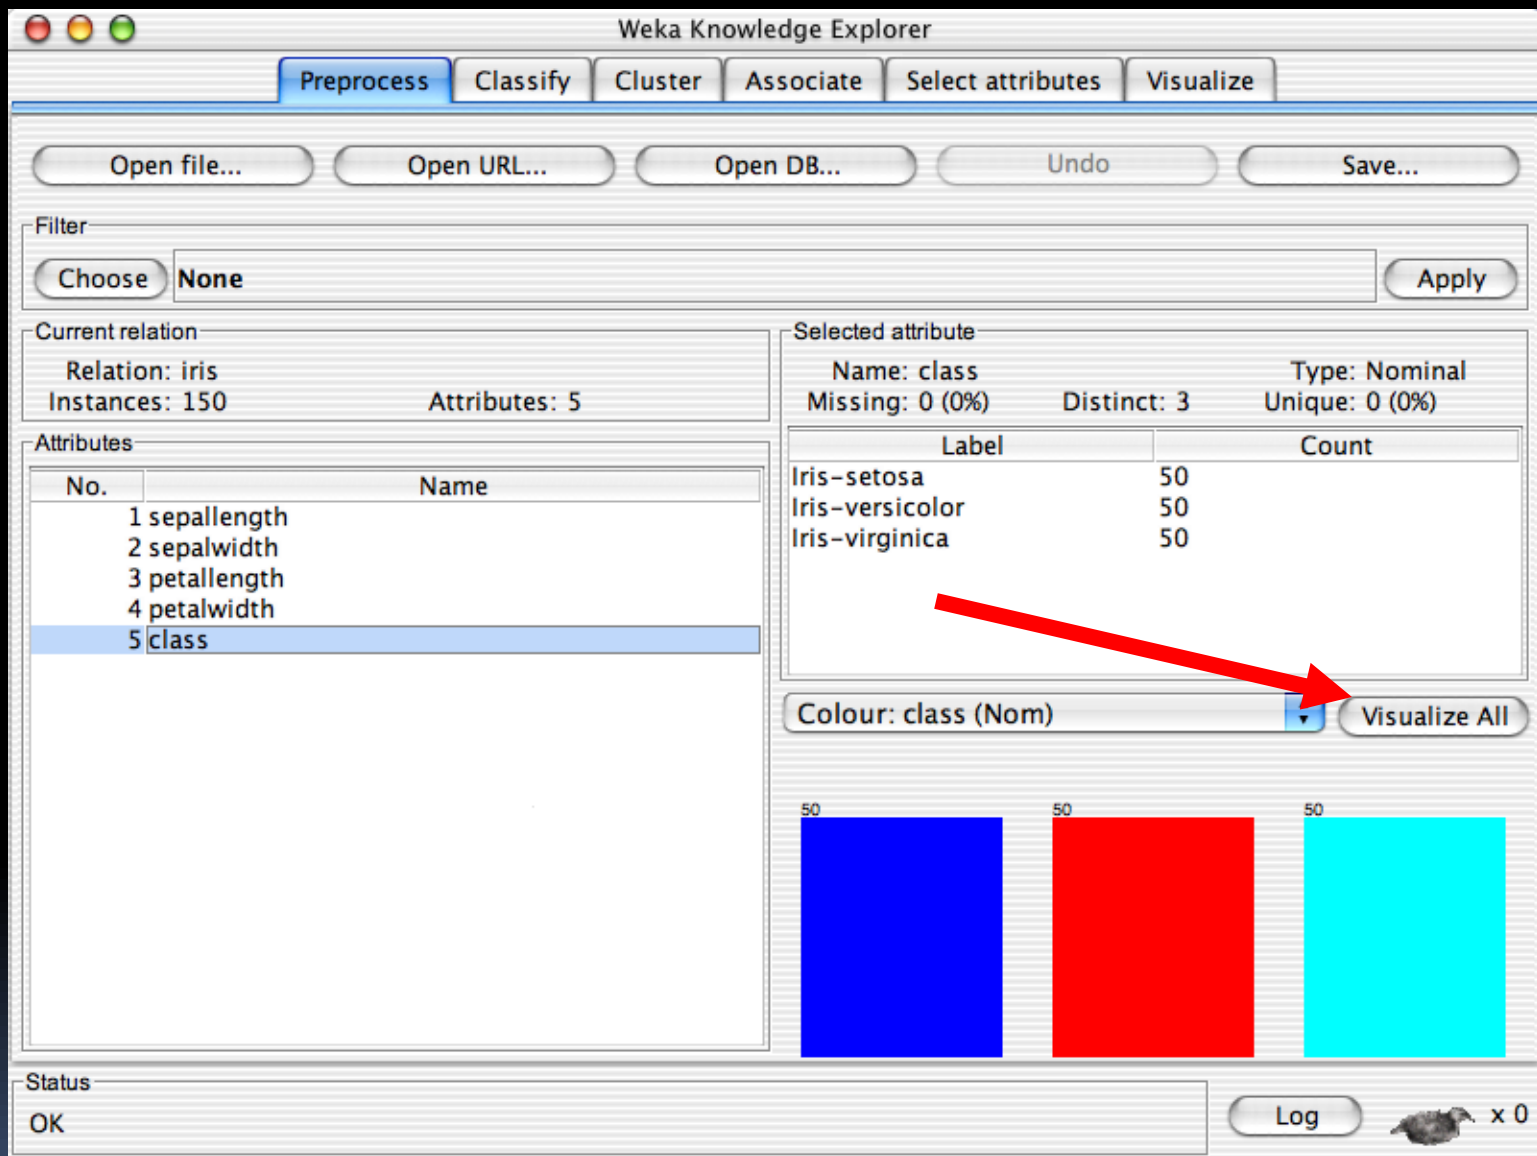 Weka Knowledge Explorer
Preprocess Classify Cluster Associate Select attributes Visualize
Open file... Open URL... Open DB... Undo Save...
Filter
Choose None Apply
Current relation
Relation: iris
Instances: 150 Attributes: 5
Attributes
No. Name
1 sepallength
2 sepalwidth
3 petallength
4 petalwidth
5 class
Selected attribute
Name: class Type: Nominal
Missing: 0 (0%) Distinct: 3 Unique: 0 (0%)
Label Count
Iris-setosa 50
Iris-versicolor 50
Iris-virginica 50
Colour: class (Nom) Visualize All
50 50 50
Status
OK
Log x 0